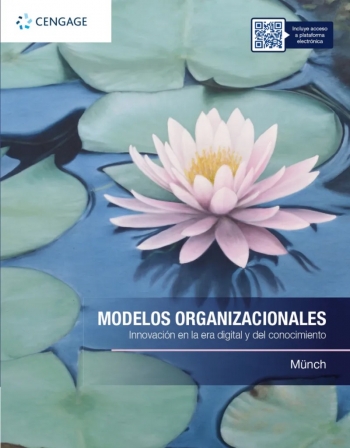 CENGAGE
Incluye acceso
a plataforma
electrónica
MODELOS ORGANIZACIONALES
Innovación en la era digital y del conocimiento
Münch